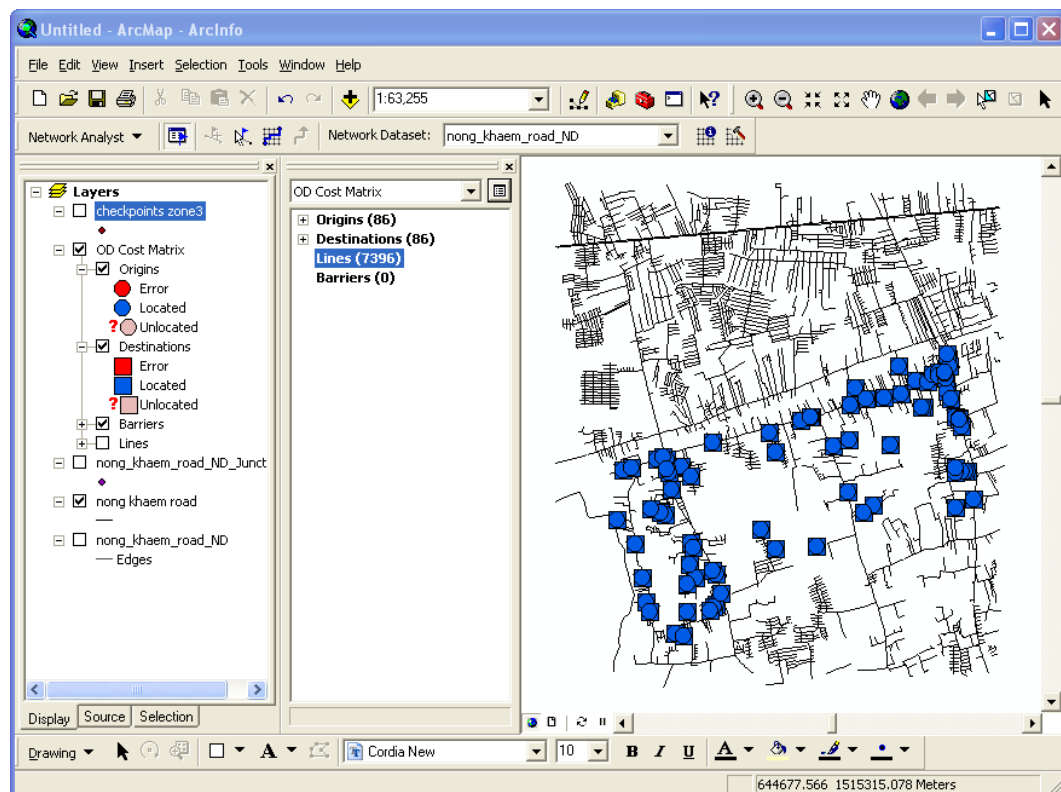 Untitled - ArcMap - ArcInfo
File Edit View Insert Selection Tools Window Help
1:63,255
Network Analyst
Network Dataset: nong_khaem_road_ND
Layers
checkpoints zone3
OD Cost Matrix
Origins
Error
Located
? Unlocated
Destinations
Error
Located
? Unlocated
Barriers
Lines
nong_khaem_road_ND_Junct
nong khaem road
nong_khaem_road_ND
Edges
Display Source Selection
OD Cost Matrix
Origins (86)
Destinations (86)
Lines (7396)
Barriers (0)
Drawing A Cordia New 10 B I U A
644677.566 1515315.078 Meters